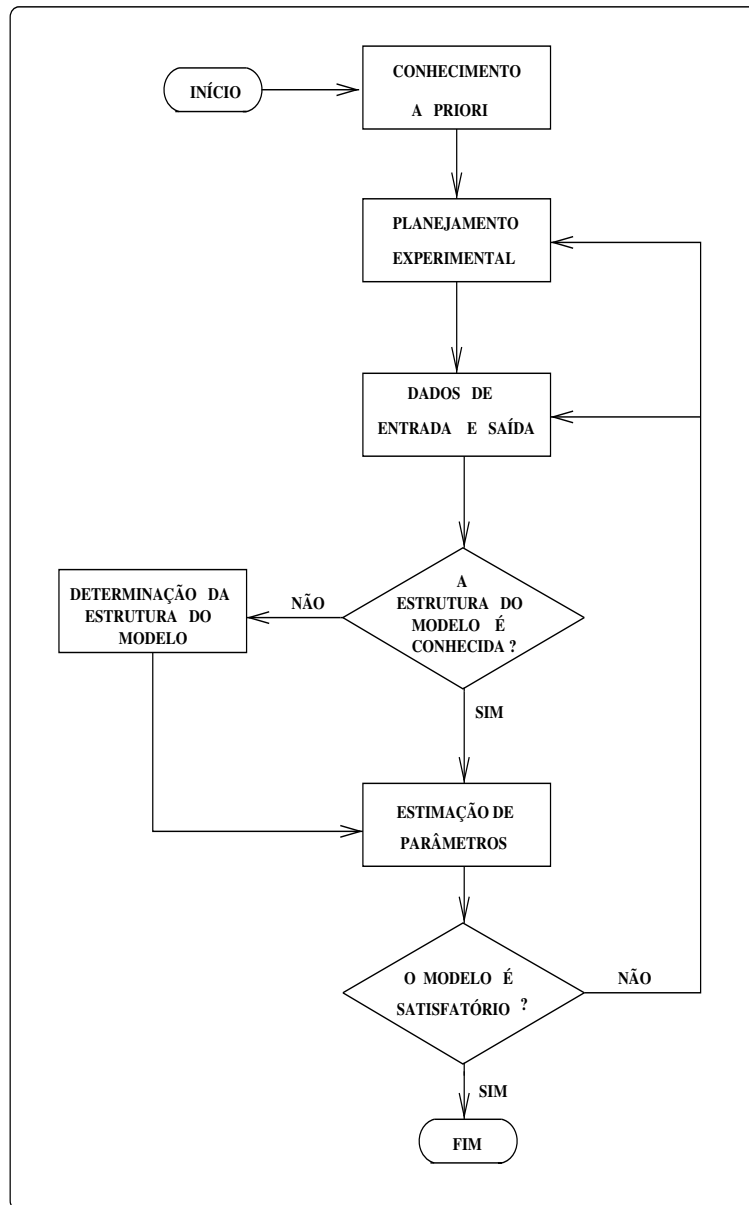 INÍCIO
CONHECIMENTO
A PRIORI
PLANEJAMENTO
EXPERIMENTAL
DADOS DE
ENTRADA E SAÍDA
A
ESTRUTURA DO
MODELO É
CONHECIDA ?
NÃO
DETERMINAÇÃO DA
ESTRUTURA DO
MODELO
SIM
ESTIMAÇÃO DE
PARÂMETROS
O MODELO É
SATISFATÓRIO ?
NÃO
SIM
FIM